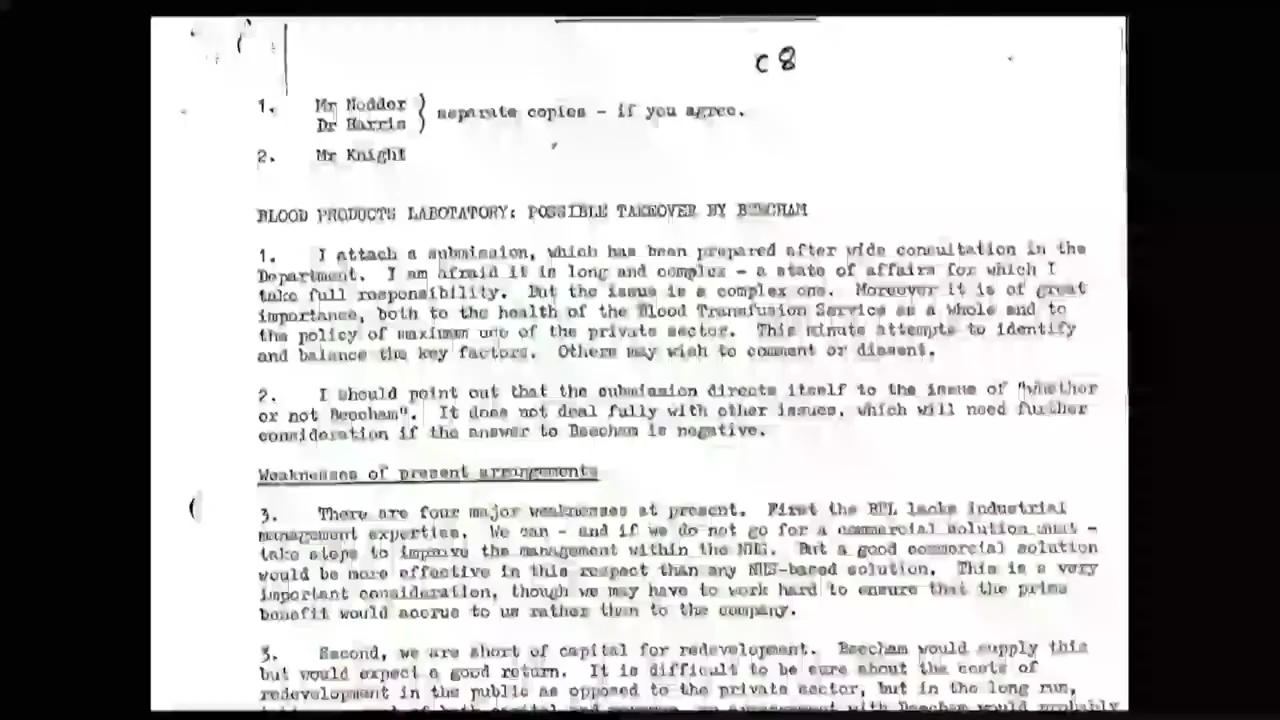 C 8
1. Mr Nodder
Dr Harris } separate copies - if you agree.
2. Mr Knight
BLOOD PRODUCTS LABORATORY: POSSIBLE TAKEOVER BY BEECHAM
1. I attach a submission, which has been prepared after wide consultation in the
Department. I am afraid it is long and complex - a state of affairs for which I
take full responsibility. But the issue is a complex one. Moreover it is of great
importance, both to the health of the Blood Transfusion Service as a whole and to
the policy of maximum use of the private sector. This minute attempts to identify
and balance the key factors. Others may wish to comment or dissent.
2. I should point out that the submission directs itself to the issue of "whether
or not Beecham". It does not deal fully with other issues, which will need further
consideration if the answer to Beecham is negative.
Weaknesses of present arrangements
3. There are four major weaknesses at present. First the BPL lacks industrial
management expertise. We can - and if we do not go for a commercial solution must -
take steps to improve the management within the NHS. But a good commercial solution
would be more effective in this respect than any NHS-based solution. This is a very
important consideration, though we may have to work hard to ensure that the prime
benefit would accrue to us rather than to the company.
3. Second, we are short of capital for redevelopment. Beecham would supply this
but would expect a good return. It is difficult to be sure about the costs of
redevelopment in the public as opposed to the private sector, but in the long run,
with Beecham would probably